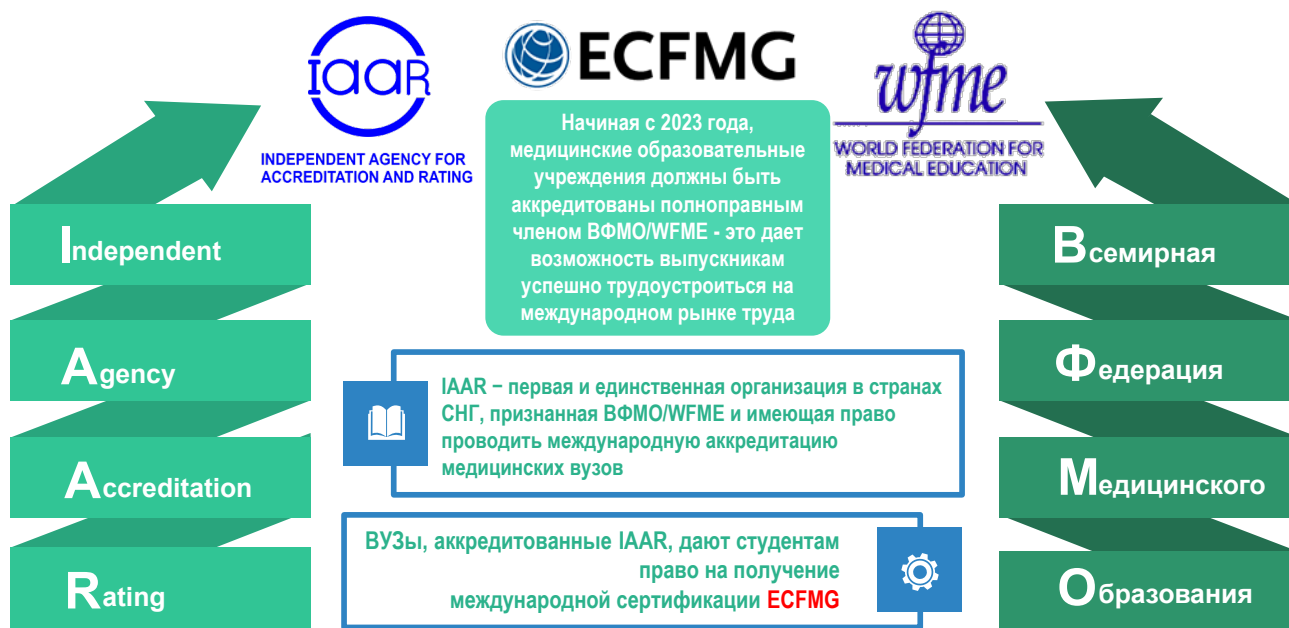 IaaR
INDEPENDENT AGENCY FOR
ACCREDITATION AND RATING
ECFMG
wfme
WORLD FEDERATION FOR
MEDICAL EDUCATION
Начиная с 2023 года,
медицинские образовательные
учреждения должны быть
аккредитованы полноправным
членом ВФМО/WFME - это дает
возможность выпускникам
успешно трудоустроиться на
международном рынке труда
Independent
Agency
Accreditation
Rating
IAAR – первая и единственная организация в странах
СНГ, признанная ВФМО/WFME и имеющая право
проводить международную аккредитацию
медицинских вузов
ВУЗы, аккредитованные IAAR, дают студентам
право на получение
международной сертификации ECFMG
Всемирная
Федерация
Медицинского
Образования